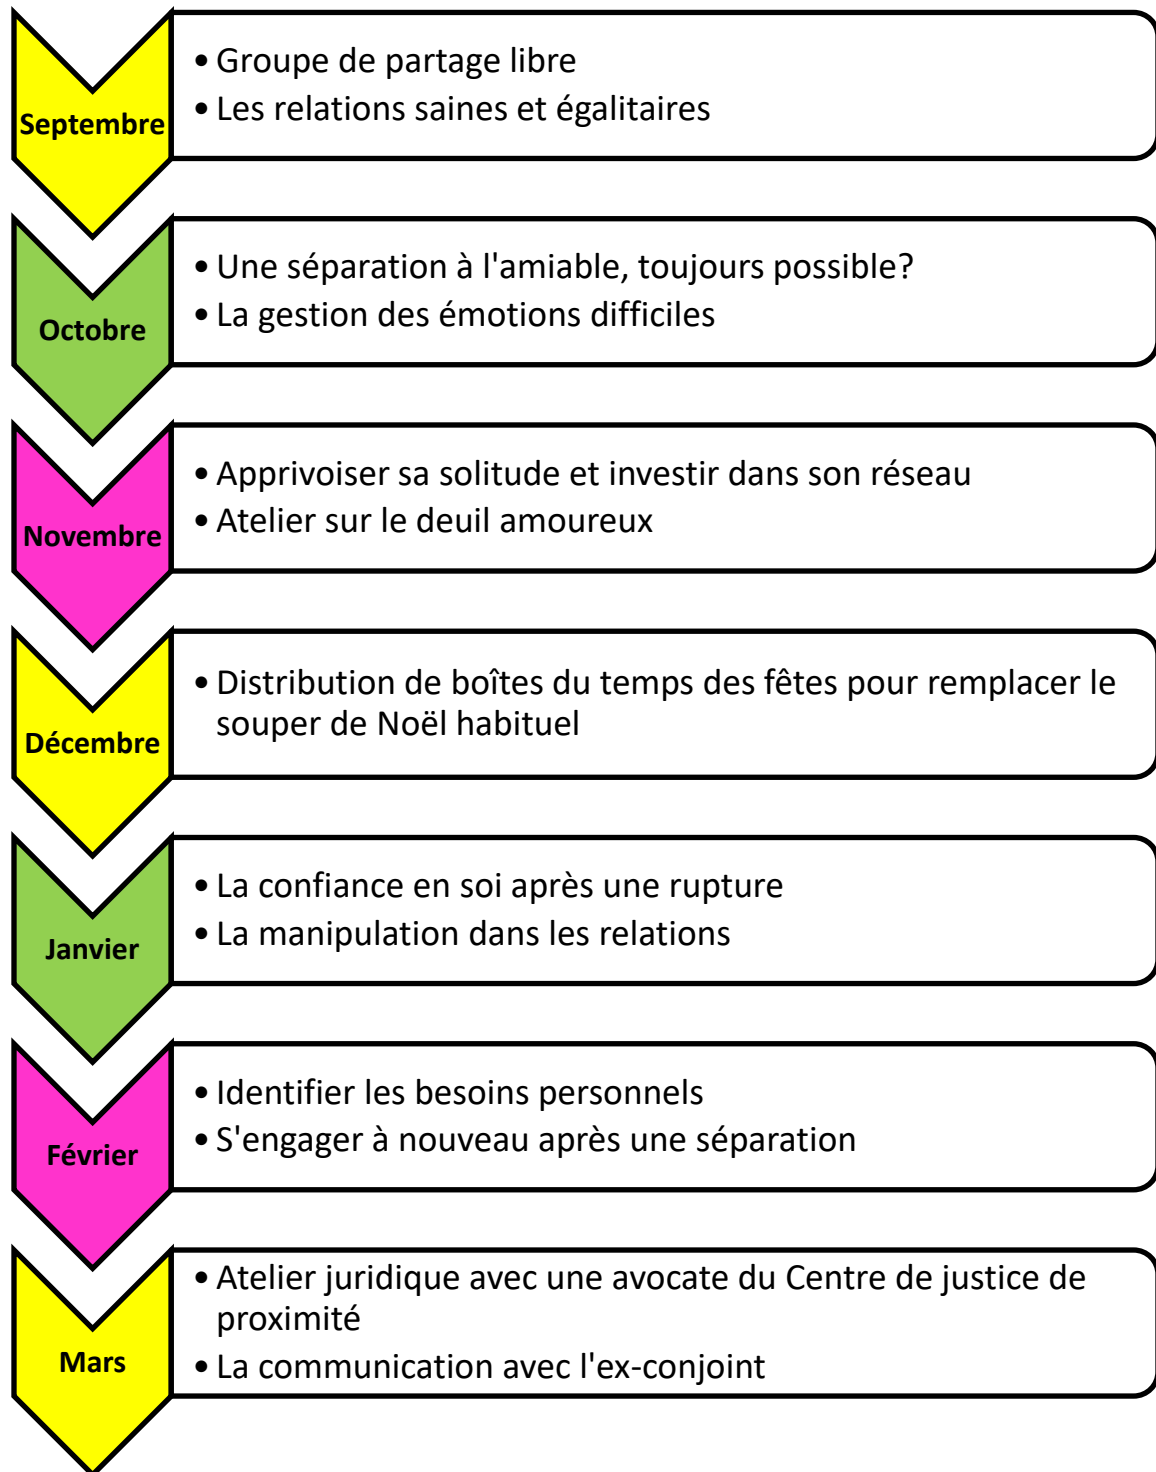 Septembre
• Groupe de partage libre
• Les relations saines et égalitaires
Octobre
• Une séparation à l'amiable, toujours possible?
• La gestion des émotions difficiles
Novembre
• Apprivoiser sa solitude et investir dans son réseau
• Atelier sur le deuil amoureux
Décembre
• Distribution de boîtes du temps des fêtes pour remplacer le
souper de Noël habituel
Janvier
• La confiance en soi après une rupture
• La manipulation dans les relations
Février
• Identifier les besoins personnels
• S'engager à nouveau après une séparation
Mars
• Atelier juridique avec une avocate du Centre de justice de
proximité
• La communication avec l'ex-conjoint